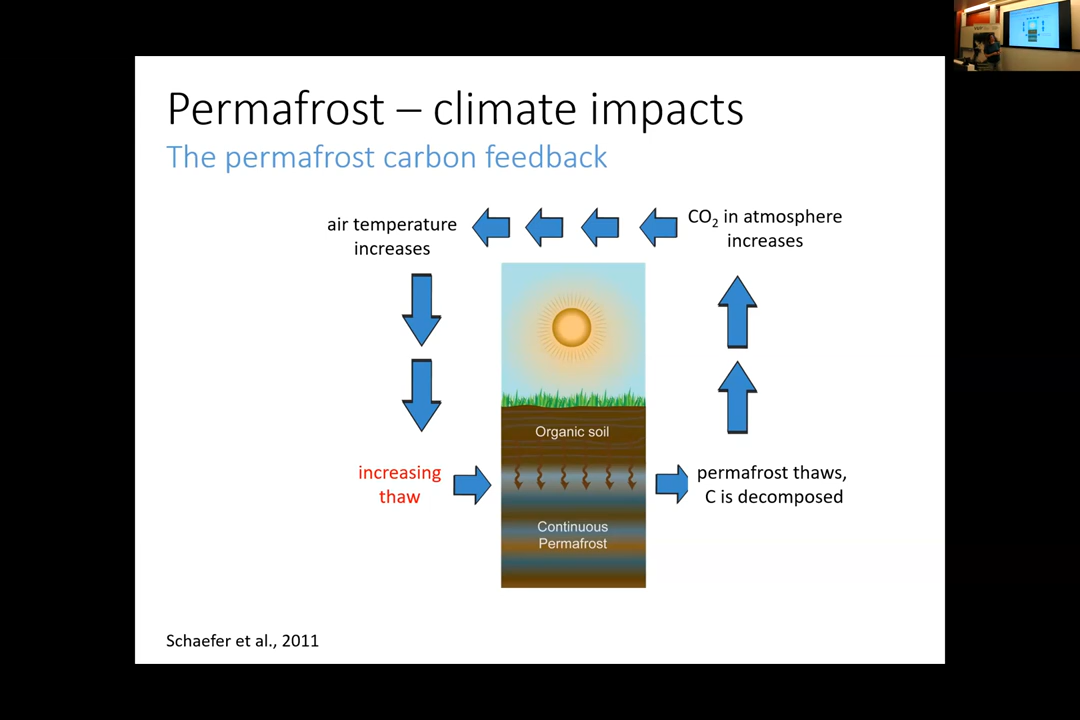 Permafrost – climate impacts
The permafrost carbon feedback
air temperature
increases
CO₂ in atmosphere
increases
Organic soil
increasing
thaw
permafrost thaws,
C is decomposed
Continuous
Permafrost
Schaefer et al., 2011